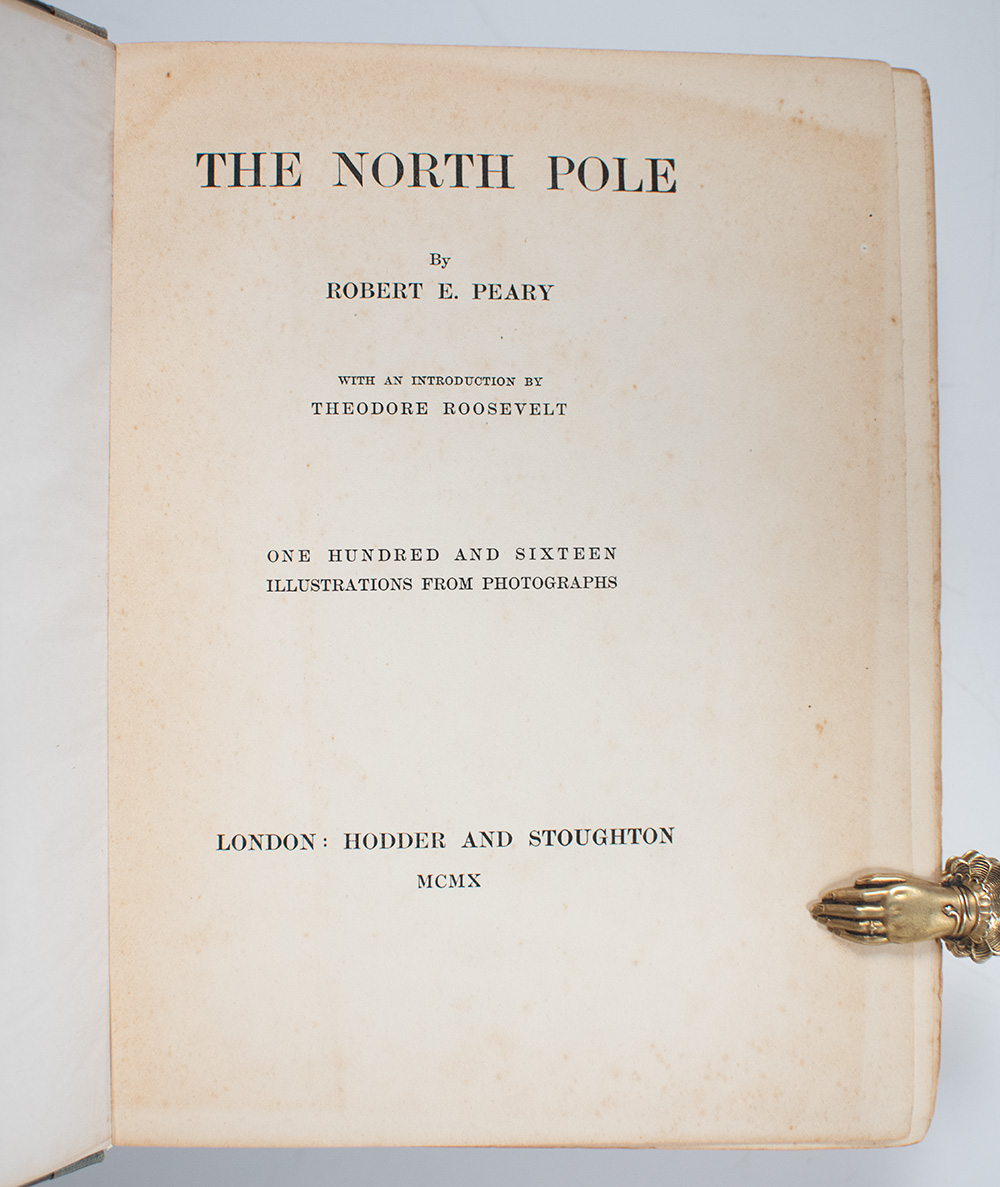 THE NORTH POLE
By
ROBERT E. PEARY
WITH AN INTRODUCTION BY
THEODORE ROOSEVELT
ONE HUNDRED AND SIXTEEN
ILLUSTRATIONS FROM PHOTOGRAPHS
LONDON: HODDER AND STOUGHTON
MCMX